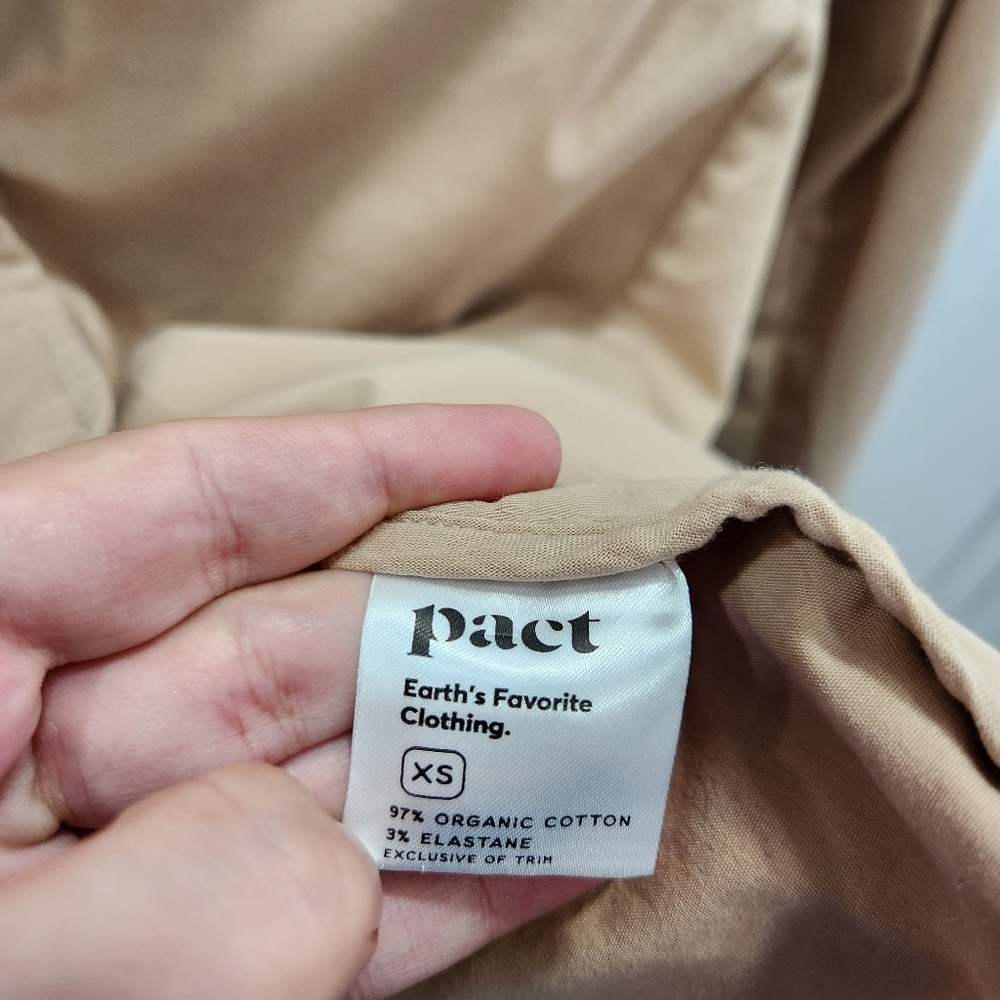 pact
Earth's Favorite
Clothing.
XS
97% ORGANIC COTTON
3% ELASTANE
EXCLUSIVE OF TRIM